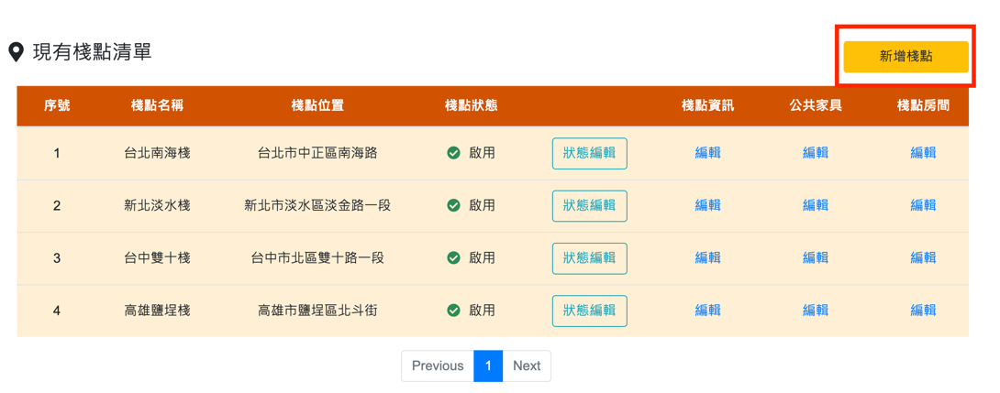 現有棧點清單
新增棧點
序號 棧點名稱 棧點位置 棧點狀態 棧點資訊 公共家具 棧點房間
1 台北南海棧 台北市中正區南海路 啟用 狀態編輯 編輯 編輯 編輯
2 新北淡水棧 新北市淡水區淡金路一段 啟用 狀態編輯 編輯 編輯 編輯
3 台中雙十棧 台中市北區雙十路一段 啟用 狀態編輯 編輯 編輯 編輯
4 高雄鹽埕棧 高雄市鹽埕區北斗街 啟用 狀態編輯 編輯 編輯 編輯
Previous 1 Next